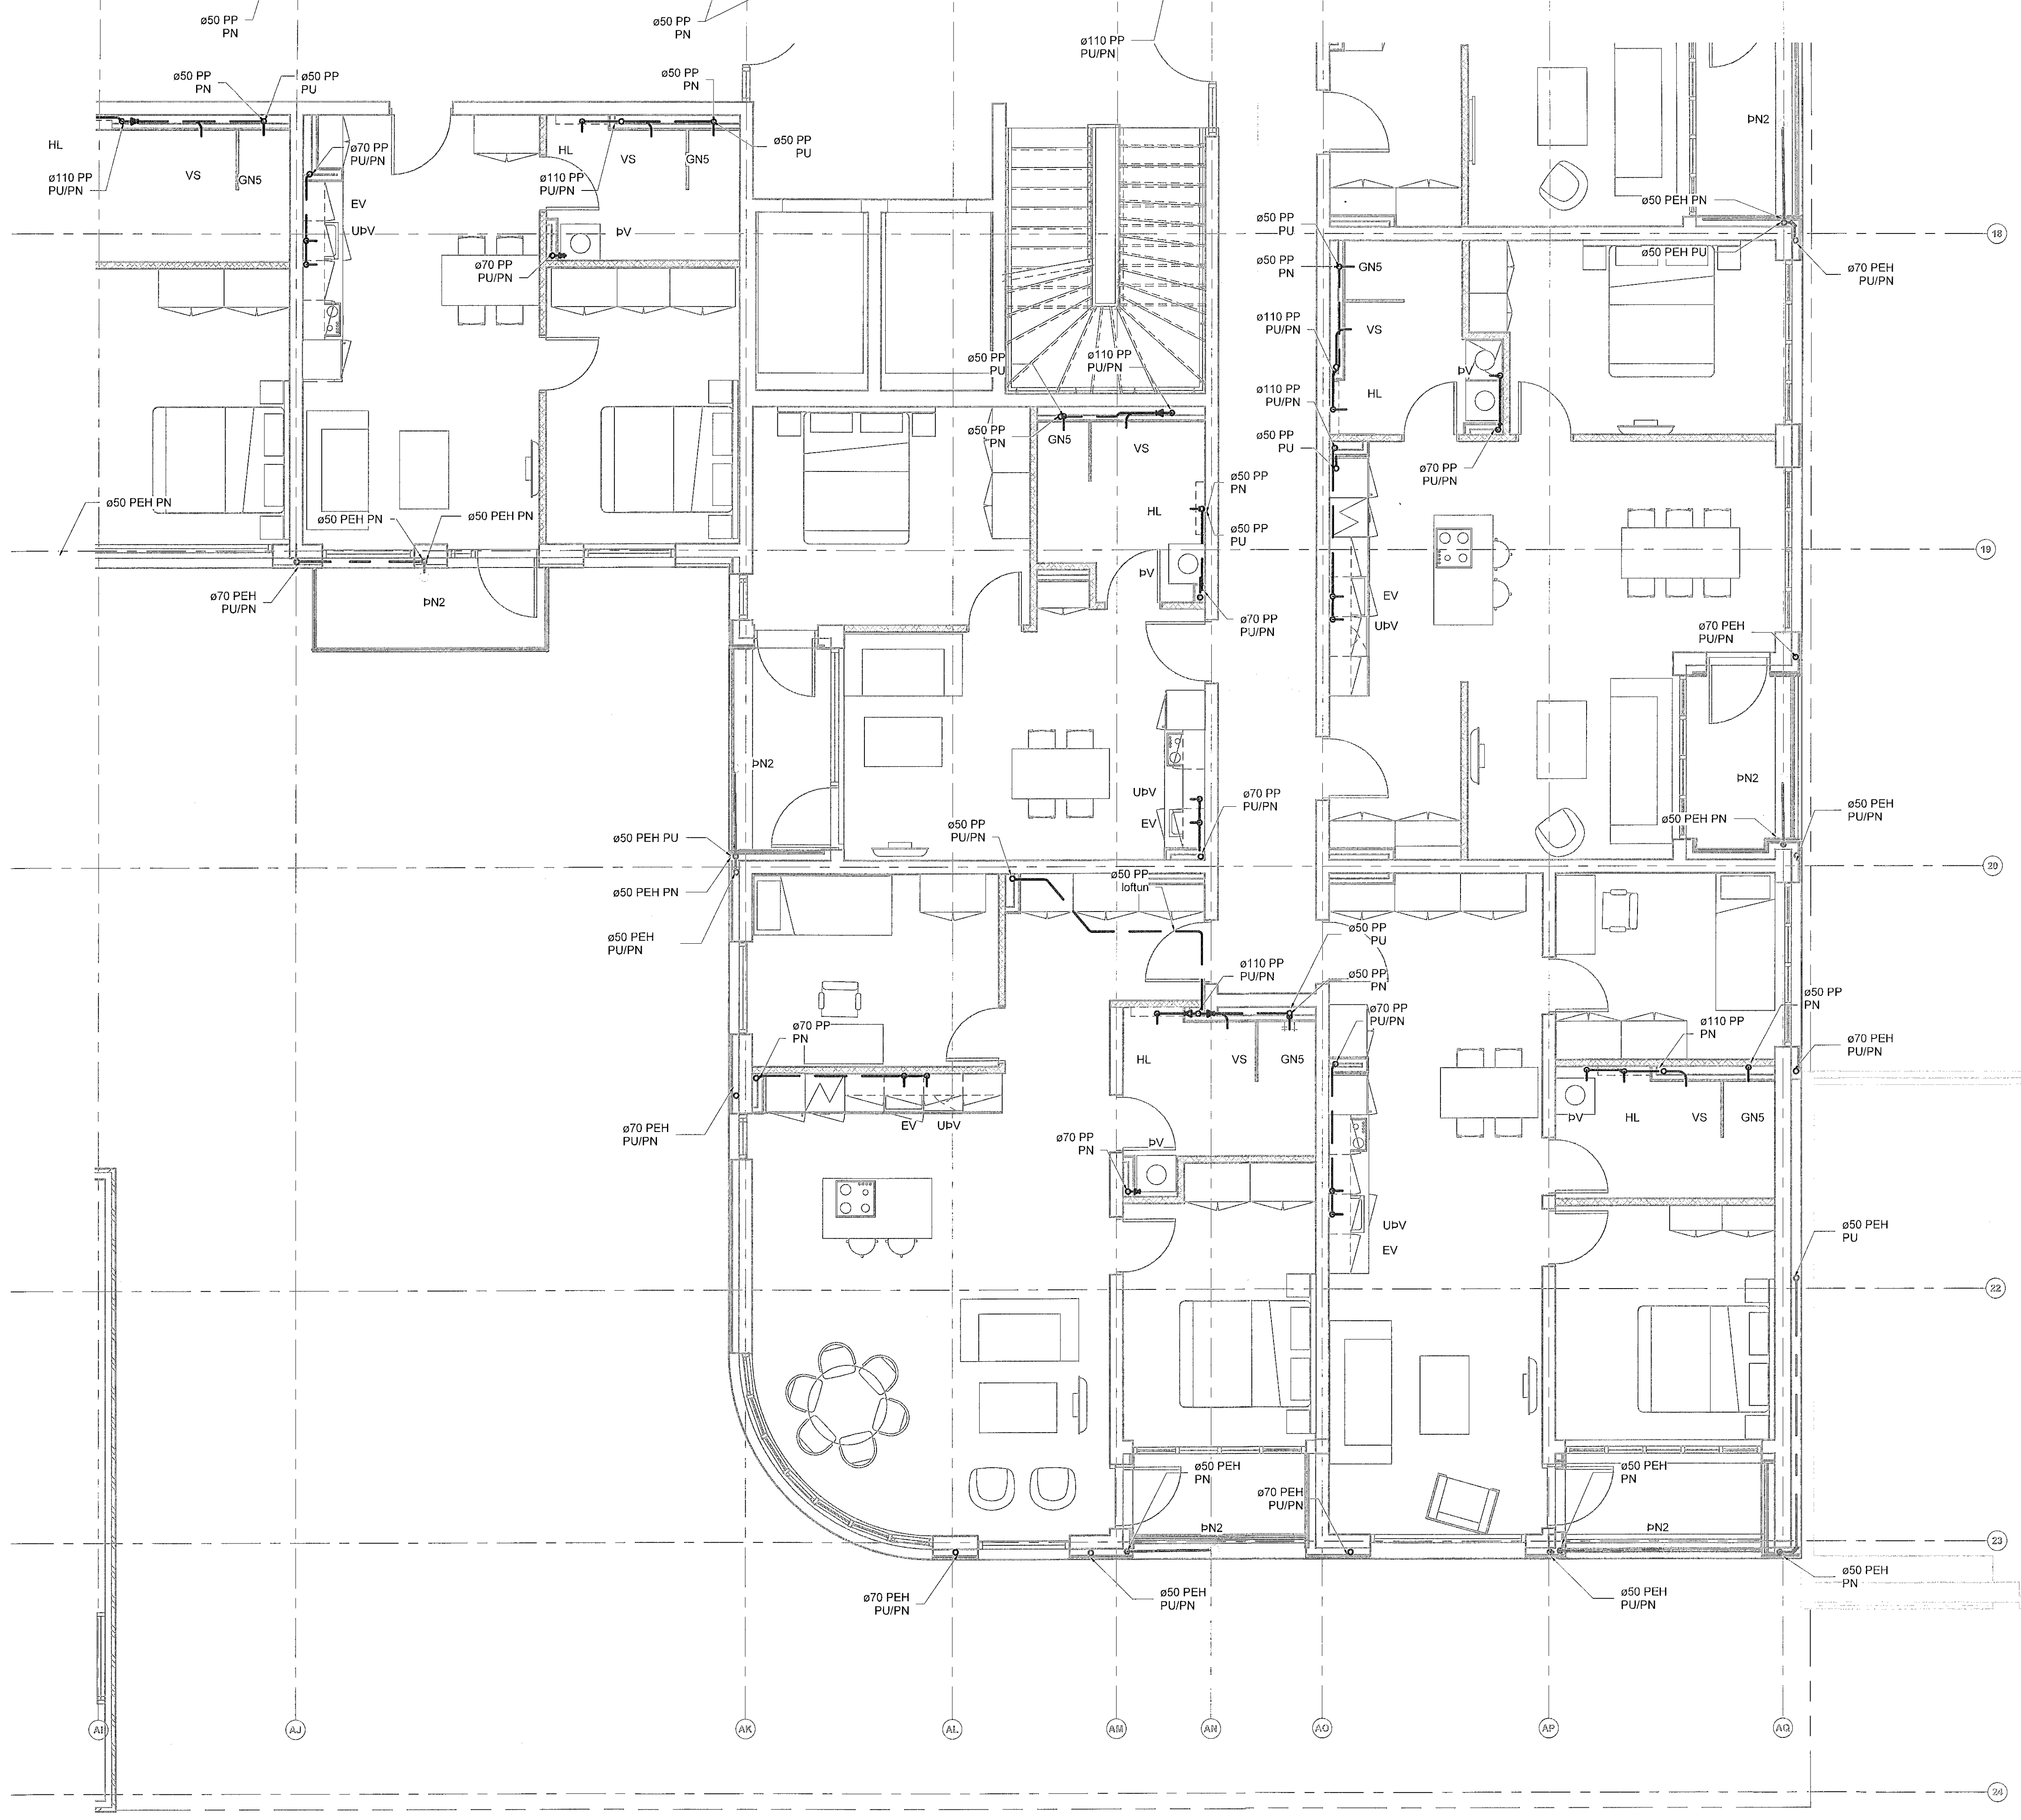 ø50 PP
PN
ø50 PP
PN
ø110 PP
PU/PN
ø50 PP
PN
ø50 PP
PU
ø50 PP
PN
ø50 PP
PU
HL
VS
GN5
ø110 PP
PU/PN
ø70 PP
PU/PN
EV
UÞV
HL
VS
GN5
ø110 PP
PU/PN
ÞV
ø70 PP
PU/PN
ÞN2
ø50 PEH PN
ø50 PEH PU
ø70 PEH
PU/PN
18
ø50 PP
PU
ø50 PP
PN
GN5
ø110 PP
PU/PN
VS
ø110 PP
PU/PN
HL
ÞV
ø50 PP
PU
ø70 PP
PU/PN
ø50 PP
PU
ø110 PP
PU/PN
ø50 PP
PN
GN5
VS
HL
ø50 PP
PN
ø50 PP
PU
ÞV
ø70 PP
PU/PN
ø50 PEH PN
ø50 PEH PN
ø50 PEH PN
ø70 PEH
PU/PN
ÞN2
19
EV
UÞV
ø70 PEH
PU/PN
ÞN2
UÞV
EV
ø70 PP
PU/PN
ÞN2
ø50 PEH PN
ø50 PEH
PU/PN
ø50 PEH PU
ø50 PP
PU/PN
ø50 PP
loftun
20
ø50 PEH PN
ø50 PEH
PU/PN
ø50 PP
PU
ø110 PP
PU/PN
ø50 PP
PN
ø50 PP
PN
ø70 PP
PN
ø70 PP
PU/PN
ø110 PP
PN
ø70 PEH
PU/PN
HL
VS
GN5
ÞV
HL
VS
GN5
EV
UÞV
ø70 PEH
PU/PN
ø70 PP
PN
ÞV
UÞV
EV
ø50 PEH
PU
22
ø50 PEH
PN
ø70 PEH
PU/PN
ø50 PEH
PN
ÞN2
ÞN2
23
ø70 PEH
PU/PN
ø50 PEH
PU/PN
ø50 PEH
PU/PN
ø50 PEH
PN
AI
AJ
AK
AL
AM
AN
AO
AP
AQ
24